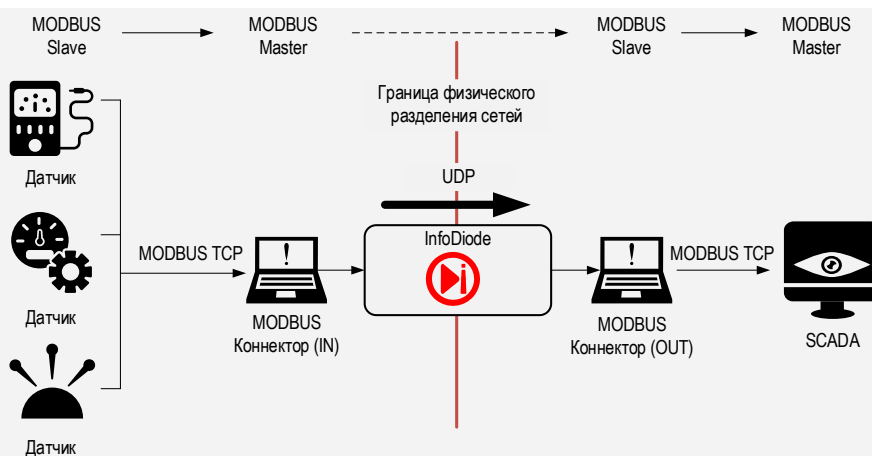 MODBUS
Slave
MODBUS
Master
MODBUS
Slave
MODBUS
Master
Граница физического
разделения сетей
Датчик
UDP
InfoDiode
MODBUS TCP
MODBUS TCP
Датчик
MODBUS
Коннектор (IN)
MODBUS
Коннектор (OUT)
SCADA
Датчик